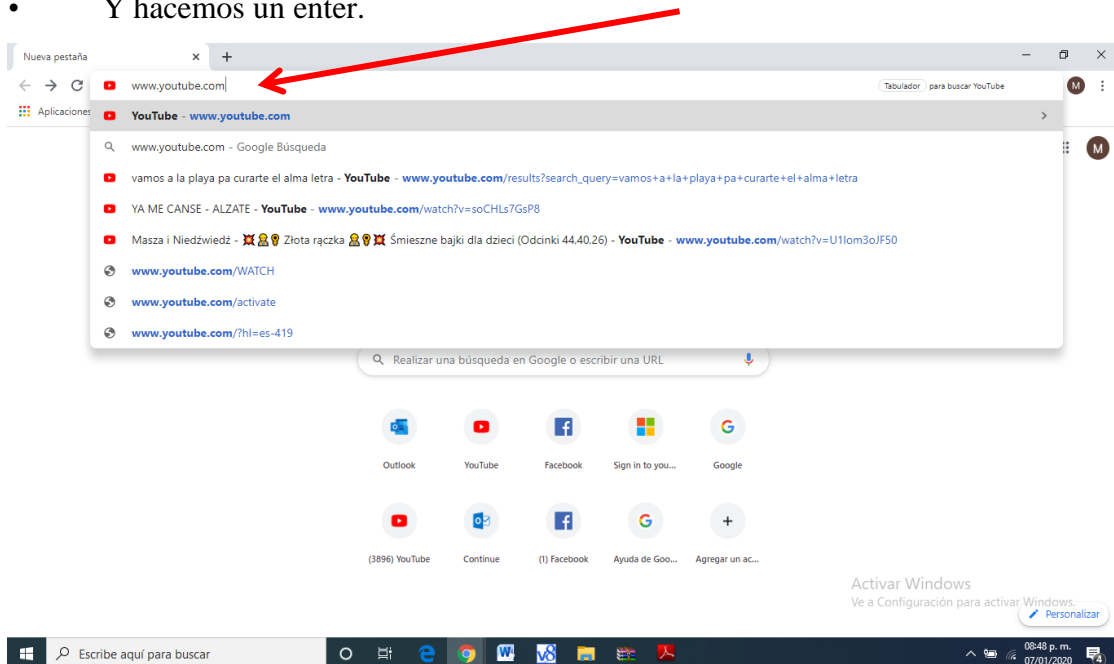 • Y hacemos un enter.
Nueva pestaña
www.youtube.com
Tabulador para buscar YouTube
M
Aplicaciones
YouTube - www.youtube.com
www.youtube.com - Google Búsqueda
M
vamos a la playa pa curarte el alma letra - YouTube - www.youtube.com/results?search_query=vamos+a+la+playa+pa+curarte+el+alma+letra
YA ME CANSE - ALZATE - YouTube - www.youtube.com/watch?v=soCHLs7GsP8
Masza i Niedźwiedź - 💥👷💡 Złota rączka 👷💡💥 Śmieszne bajki dla dzieci (Odcinki 44,40,26) - YouTube - www.youtube.com/watch?v=U1lom3oJF50
www.youtube.com/WATCH
www.youtube.com/activate
www.youtube.com/?hl=es-419
Realizar una búsqueda en Google o escribir una URL
Outlook YouTube Facebook Sign in to you... Google
(3896) YouTube Continue (1) Facebook Ayuda de Goo... Agregar un ac...
Activar Windows
Ve a Configuración para activar Windows.
Personalizar
Escribe aquí para buscar
08:48 p. m.
07/01/2020